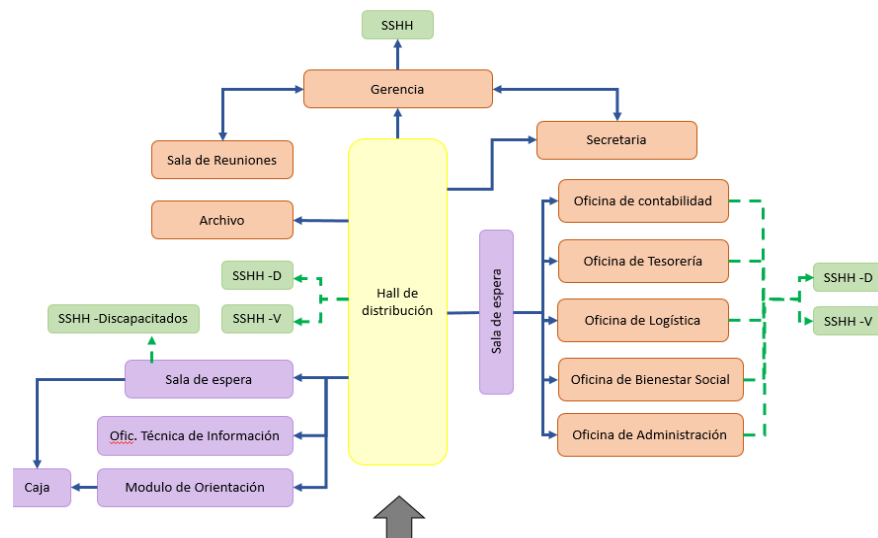 SSHH
Gerencia
Sala de Reuniones
Secretaria
Archivo
Oficina de contabilidad
Oficina de Tesorería
SSHH -D
SSHH -V
SSHH -Discapacitados
Hall de
distribución
Sala de espera
Oficina de Logística
SSHH -D
SSHH -V
Sala de espera
Oficina de Bienestar Social
Ofic. Técnica de Información
Oficina de Administración
Caja
Modulo de Orientación